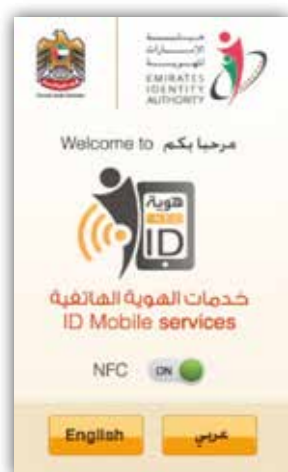 هيئة
الإمارات
للهوية
EMIRATES
IDENTITY
AUTHORITY
Welcome to مرحبا بكم
هوية
ID
خدمات الهوية الهاتفية
ID Mobile services
NFC ON
English عربي